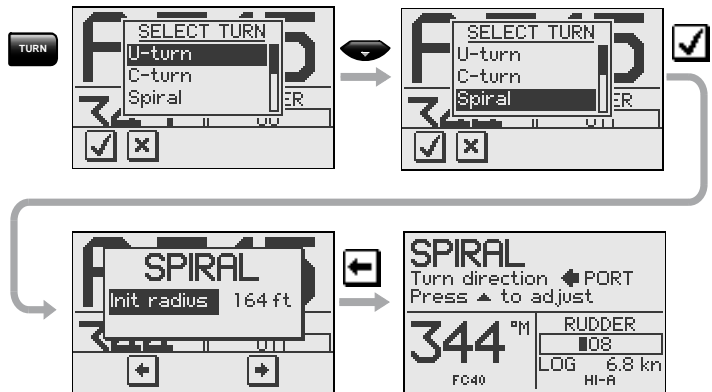 TURN
SELECT TURN
U-turn
C-turn
Spiral
SELECT TURN
U-turn
C-turn
Spiral
SPIRAL
Init radius 164 ft
SPIRAL
Turn direction PORT
Press ▲ to adjust
344 °M
RUDDER
08
LOG 6.8 kn
FC40
HI-A